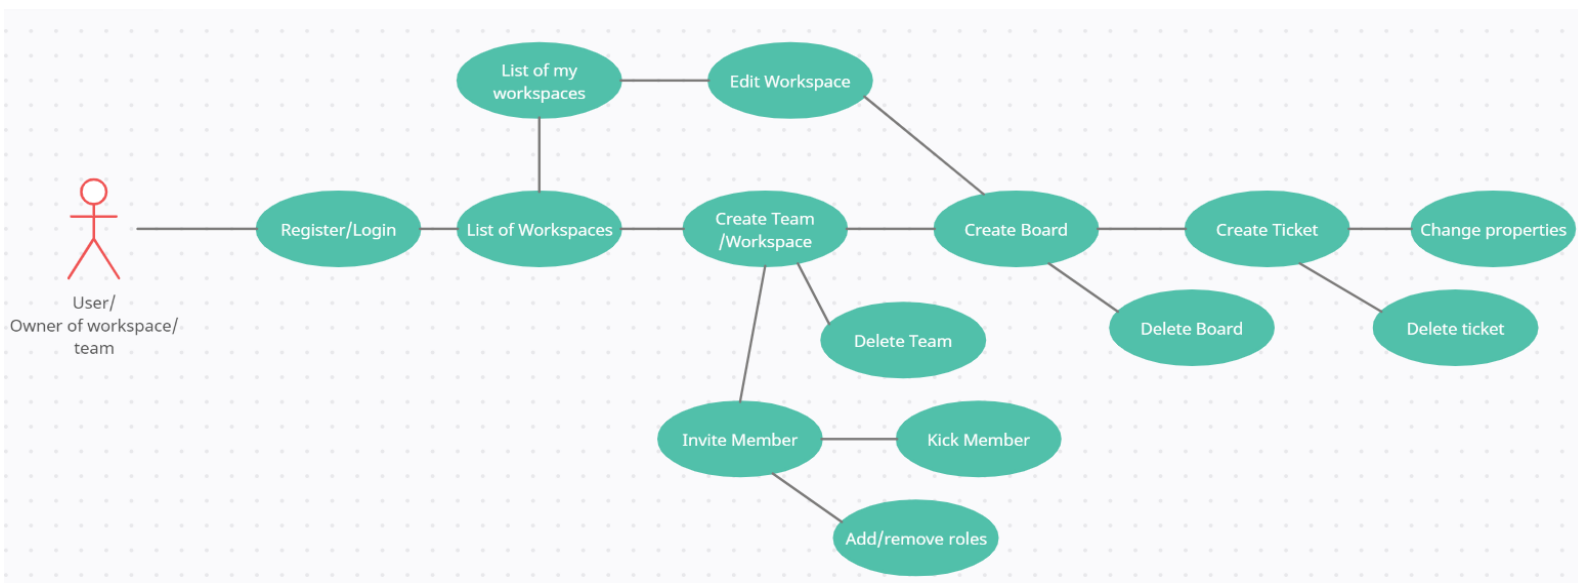 List of my
workspaces
Edit Workspace
Register/Login
List of Workspaces
Create Team
/Workspace
Create Board
Create Ticket
Change properties
User/
Owner of workspace/
team
Delete Team
Delete Board
Delete ticket
Invite Member
Kick Member
Add/remove roles